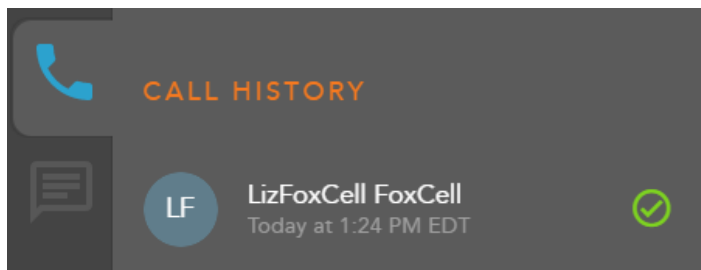 CALL HISTORY
LF
LizFoxCell FoxCell
Today at 1:24 PM EDT